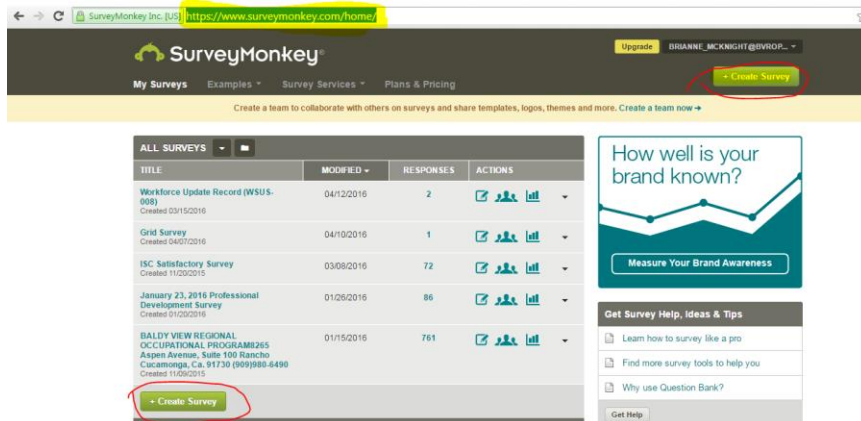 SurveyMonkey Inc. [US] https://www.surveymonkey.com/home/
SurveyMonkey®
Upgrade BRIANNE_MCKNIGHT@BVROP...
My Surveys Examples Survey Services Plans & Pricing
+ Create Survey
Create a team to collaborate with others on surveys and share templates, logos, themes and more. Create a team now →
ALL SURVEYS
TITLE MODIFIED RESPONSES ACTIONS
Workforce Update Record (WSUS-
008)
Created 03/15/2016
04/12/2016 2
Grid Survey
Created 04/07/2016
04/10/2016 1
ISC Satisfactory Survey
Created 11/20/2015
03/08/2016 72
January 23, 2016 Professional
Development Survey
Created 01/20/2016
01/26/2016 86
BALDY VIEW REGIONAL
OCCUPATIONAL PROGRAM8265
Aspen Avenue, Suite 100 Rancho
Cucamonga, Ca. 91730 (909)980-6490
Created 11/09/2015
01/15/2016 761
+ Create Survey
How well is your
brand known?
Measure Your Brand Awareness
Get Survey Help, Ideas & Tips
Learn how to survey like a pro
Find more survey tools to help you
Why use Question Bank?
Get Help